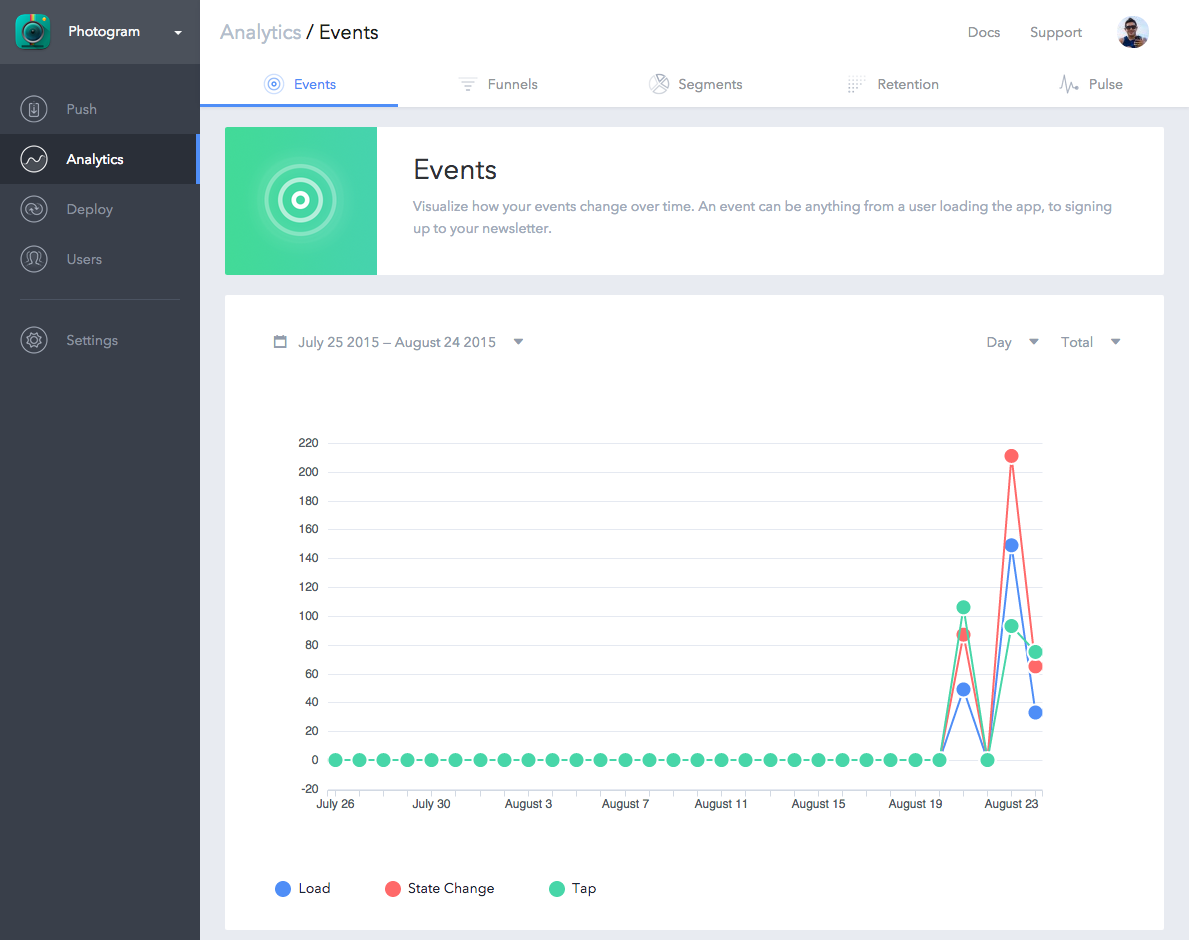 Photogram
Analytics / Events
Docs
Support
Push
Analytics
Deploy
Users
Settings
Events
Funnels
Segments
Retention
Pulse
Events
Visualize how your events change over time. An event can be anything from a user loading the app, to signing
up to your newsletter.
July 25 2015 – August 24 2015
Day
Total
220
200
180
160
140
120
100
80
60
40
20
0
-20
July 26
July 30
August 3
August 7
August 11
August 15
August 19
August 23
Load
State Change
Tap